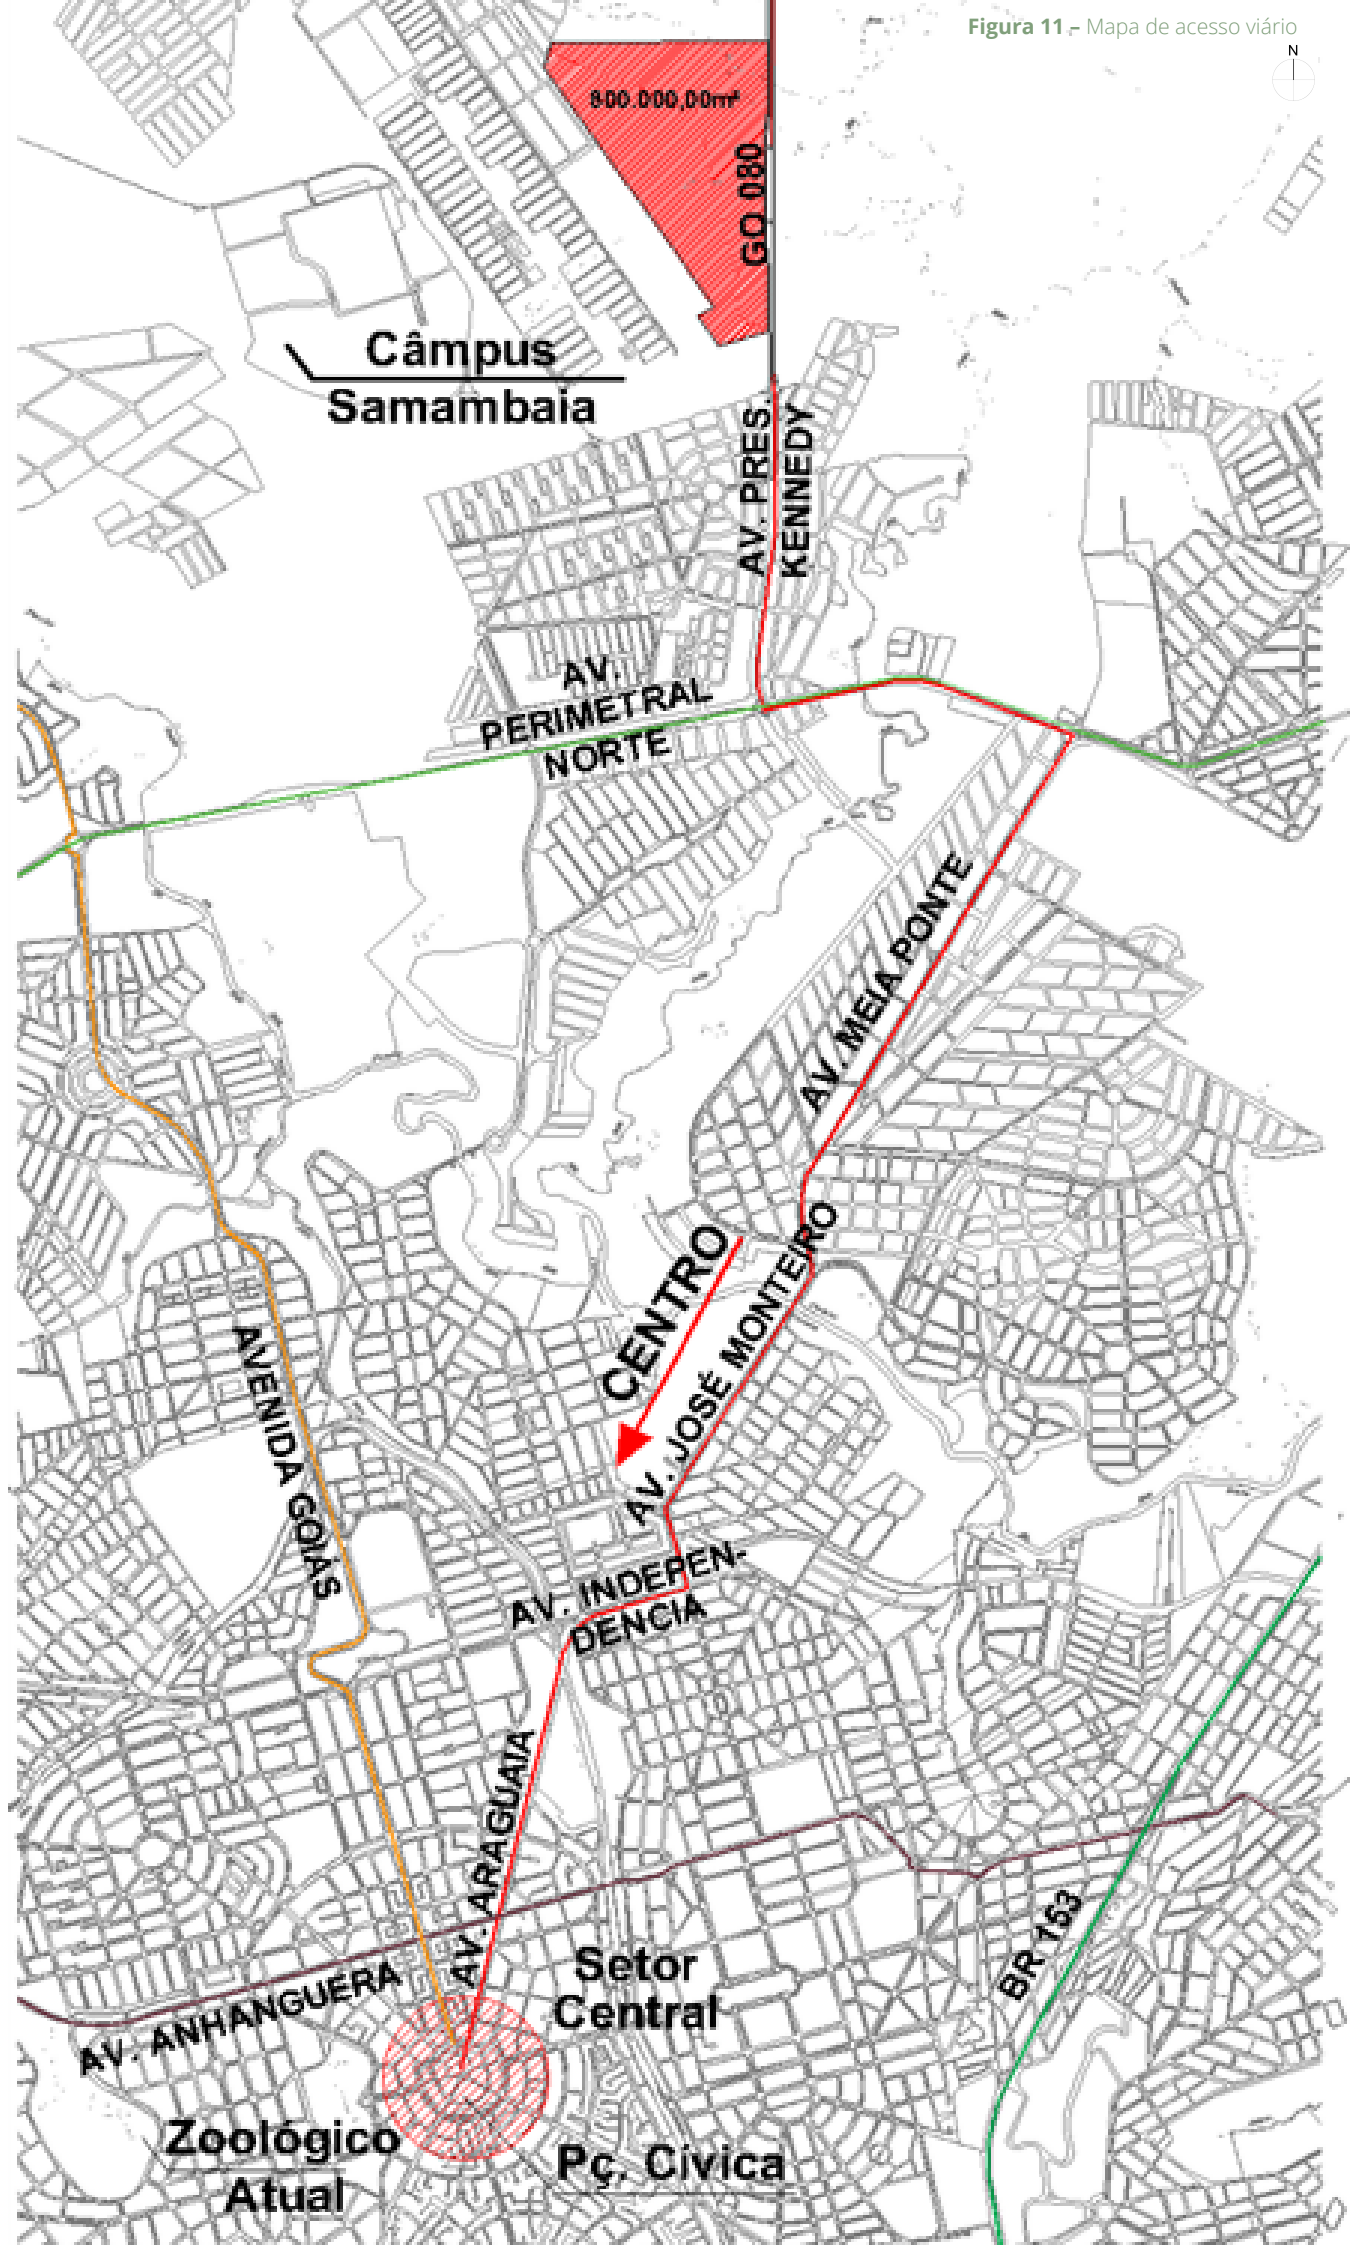 Figura 11 – Mapa de acesso viário
N
800.000,00m²
GO 080
Câmpus
Samambaia
AV. PRES.
KENNEDY
AV.
PERIMETRAL
NORTE
AV. MEIA PONTE
CENTRO
AV. JOSÉ MONTEIRO
AVENIDA GOIÁS
AV. INDEPEN-
DENCIA
AV. ARAGUAIA
Setor
Central
BR 153
AV. ANHANGUERA
Zoológico
Atual
Pç. Cívica